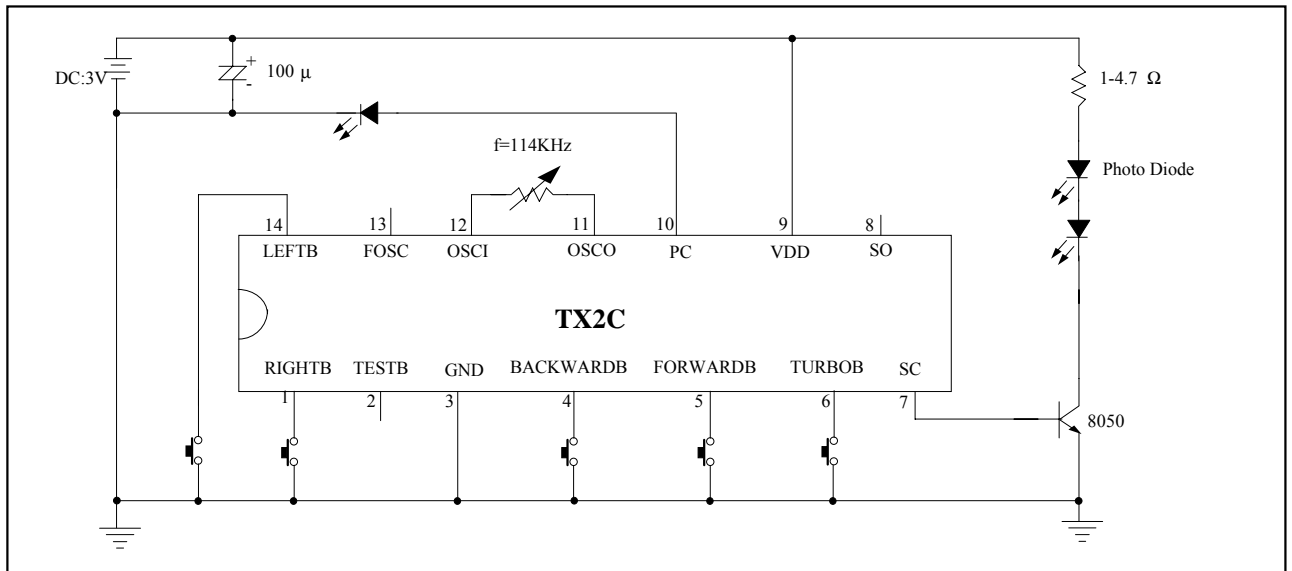 DC:3V
+
100 μ
-
1-4.7 Ω
f=114KHz
Photo Diode
14 13 12 11 10 9 8
LEFTB FOSC OSCI OSCO PC VDD SO
TX2C
RIGHTB TESTB GND BACKWARDB FORWARDB TURBOB SC
1 2 3 4 5 6 7
8050